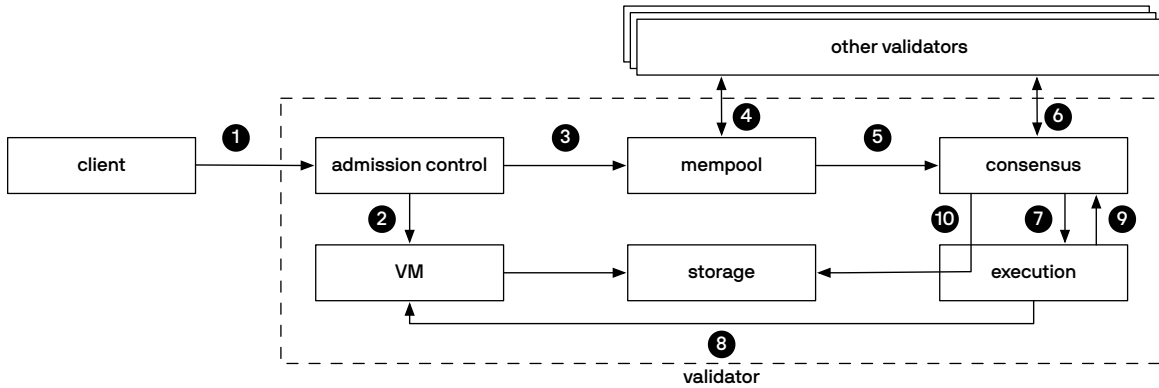 other validators
1
3
4
5
6
client
admission control
mempool
consensus
2
10
7
9
VM
storage
execution
8
validator